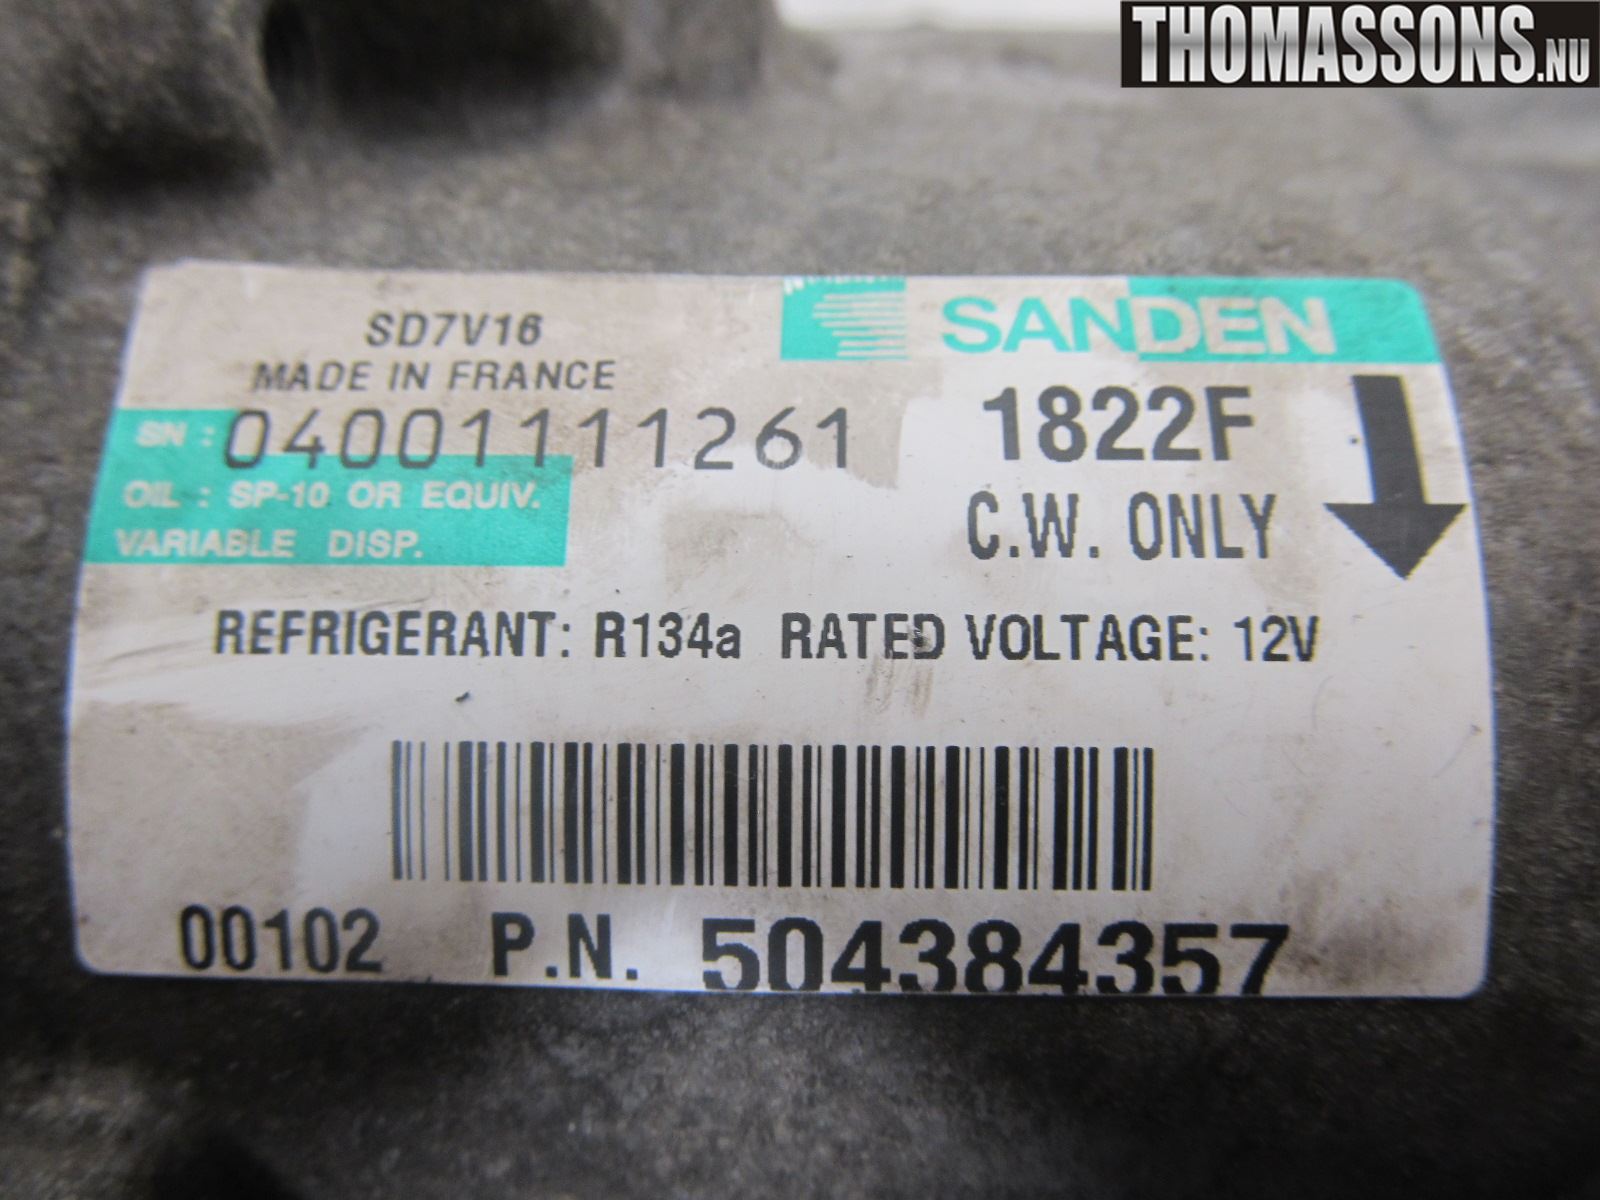 THOMASSONS.NU
SANDEN
SD7V16
MADE IN FRANCE
SN : 04001111261
1822F
OIL : SP-10 OR EQUIV.
C.W. ONLY
VARIABLE DISP.
REFRIGERANT: R134a RATED VOLTAGE: 12V
00102 P.N. 504384357